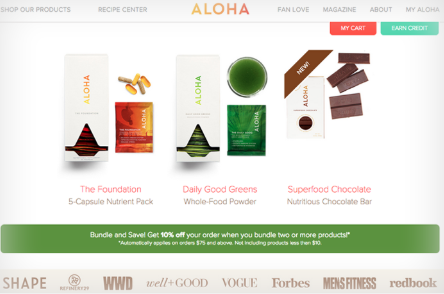 SHOP OUR PRODUCTS RECIPE CENTER ALOHA FAN LOVE MAGAZINE ABOUT MY ALOHA
MY CART EARN CREDIT
ALOHA
ALOHA
NEW!
ALOHA
The Foundation Daily Good Greens Superfood Chocolate
5-Capsule Nutrient Pack Whole-Food Powder Nutritious Chocolate Bar
Bundle and Save! Get 10% off your order when you bundle two or more products!*
*Automatically applies on orders $75 and above. Not including products less then $10.
SHAPE WWD well+GOOD VOGUE Forbes MEN'S FITNESS redbook